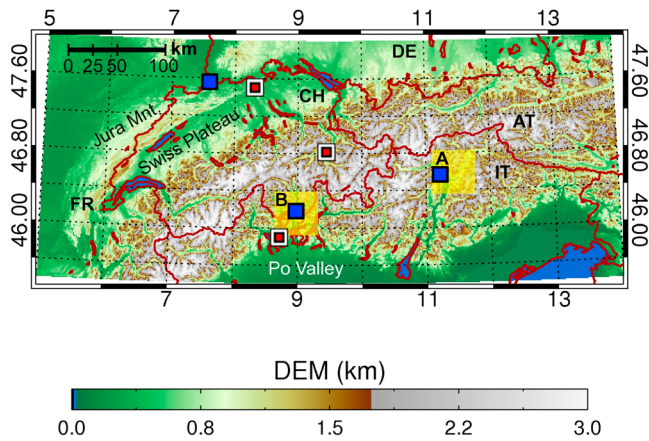 5 7 9 11 13
47.60 46.80 46.00
km
0 25 50 100
DE
47.60 46.80 46.00
CH
Jura Mnt.
Swiss Plateau
AT
A
IT
B
FR
Po Valley
7 9 11 13
DEM (km)
0.0 0.8 1.5 2.2 3.0